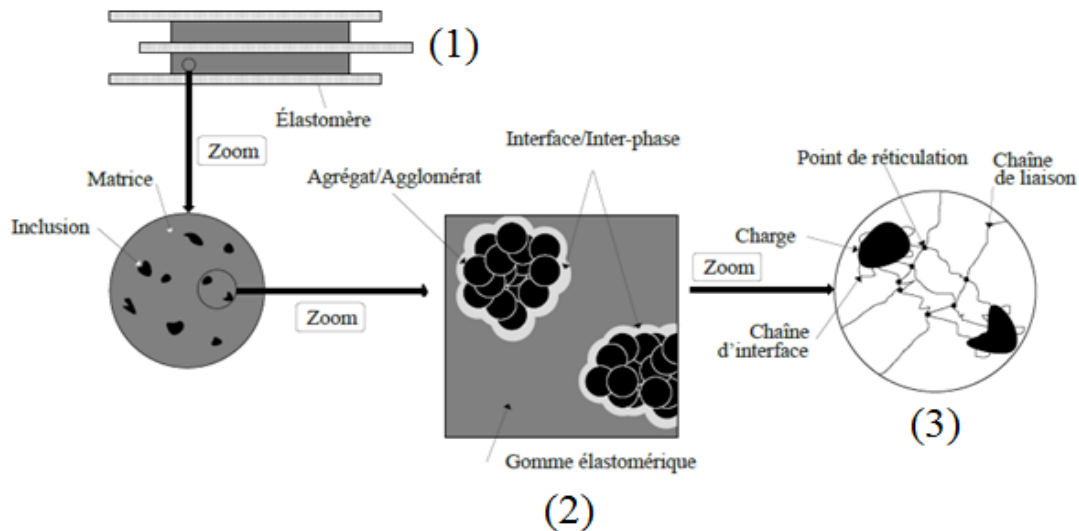 (1)
Élastomère
Zoom
Matrice
Inclusion
Zoom
Interface/Inter-phase
Agrégat/Agglomérat
Gomme élastomérique
(2)
Zoom
Point de réticulation
Chaîne
de liaison
Charge
Chaîne
d'interface
(3)